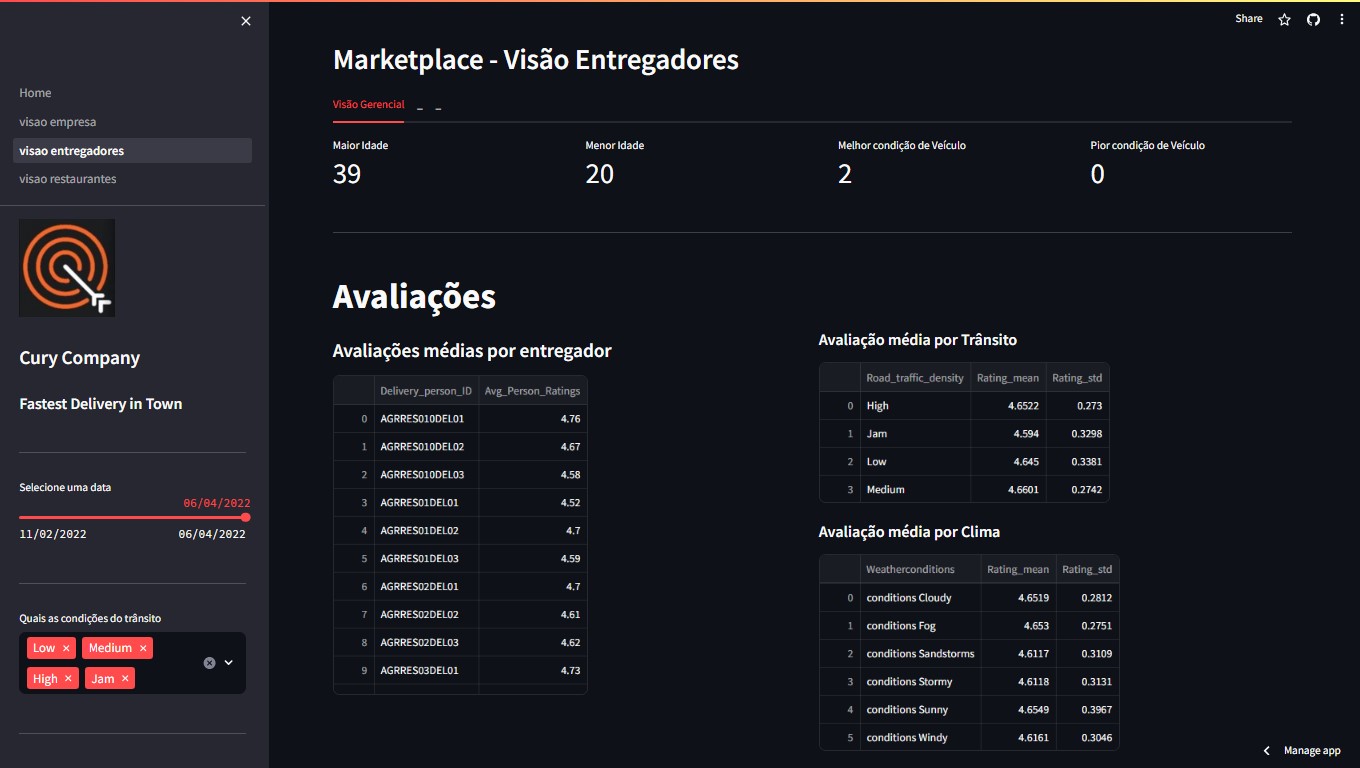 Share
Home
visao empresa
visao entregadores
visao restaurantes
Cury Company
Fastest Delivery in Town
Selecione uma data
06/04/2022
11/02/2022 06/04/2022
Quais as condições do trânsito
Low × Medium ×
High × Jam ×
Marketplace - Visão Entregadores
Visão Gerencial _ _
Maior Idade Menor Idade Melhor condição de Veículo Pior condição de Veículo
39 20 2 0
Avaliações
Avaliações médias por entregador
Delivery_person_ID Avg_Person_Ratings
0 AGRRES010DEL01 4.76
1 AGRRES010DEL02 4.67
2 AGRRES010DEL03 4.58
3 AGRRES01DEL01 4.52
4 AGRRES01DEL02 4.7
5 AGRRES01DEL03 4.59
6 AGRRES02DEL01 4.7
7 AGRRES02DEL02 4.61
8 AGRRES02DEL03 4.62
9 AGRRES03DEL01 4.73
Avaliação média por Trânsito
Road_traffic_density Rating_mean Rating_std
0 High 4.6522 0.273
1 Jam 4.594 0.3298
2 Low 4.645 0.3381
3 Medium 4.6601 0.2742
Avaliação média por Clima
Weatherconditions Rating_mean Rating_std
0 conditions Cloudy 4.6519 0.2812
1 conditions Fog 4.653 0.2751
2 conditions Sandstorms 4.6117 0.3109
3 conditions Stormy 4.6118 0.3131
4 conditions Sunny 4.6549 0.3967
5 conditions Windy 4.6161 0.3046
Manage app